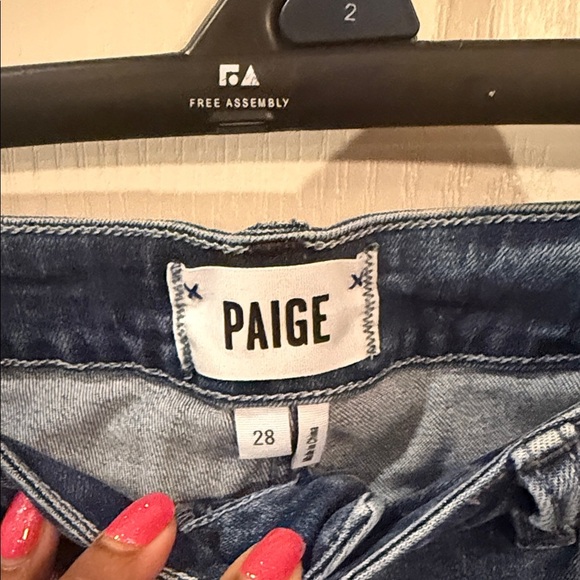 2
FREE ASSEMBLY
PAIGE
28
Made in China